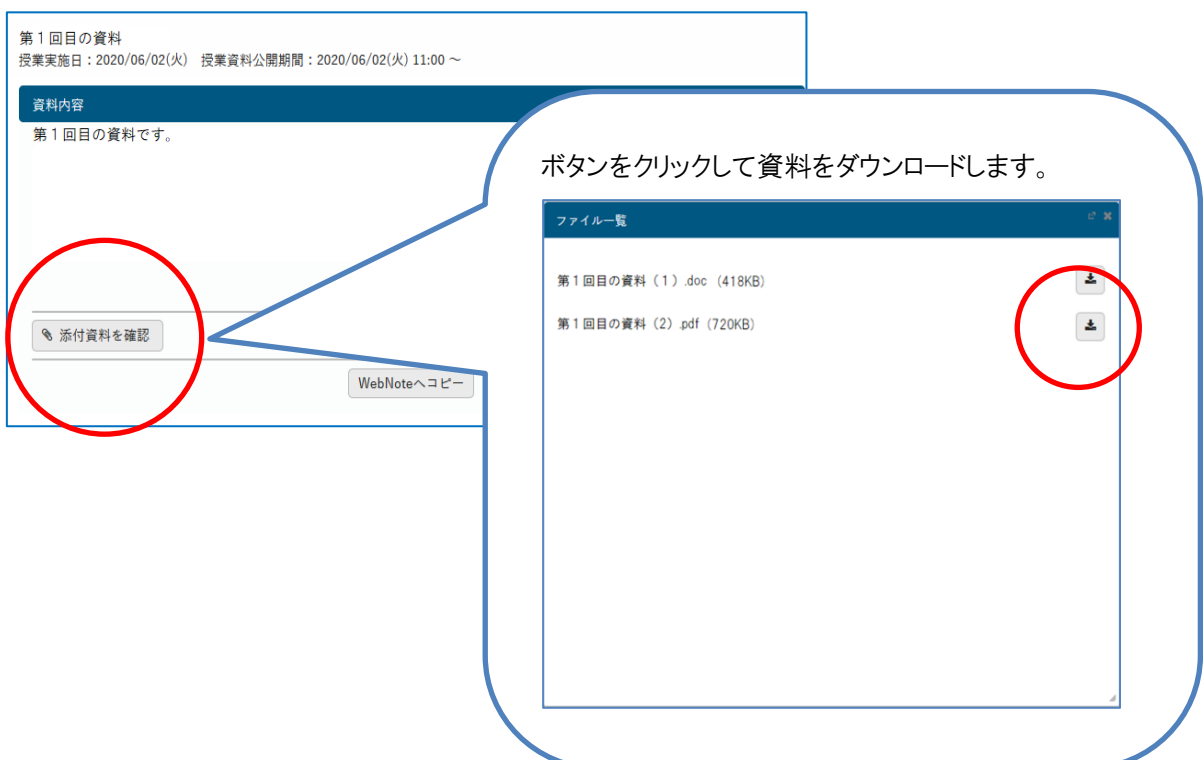 第1回目の資料
授業実施日：2020/06/02(火)　授業資料公開期間：2020/06/02(火) 11:00 ～
資料内容
第1回目の資料です。
添付資料を確認
WebNoteへコピー
ボタンをクリックして資料をダウンロードします。
ファイル一覧
第1回目の資料（1）.doc（418KB）
第1回目の資料（2）.pdf（720KB）